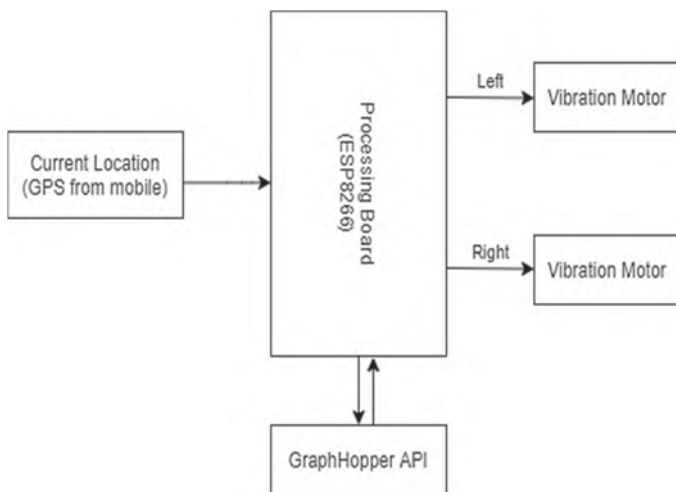 Current Location
(GPS from mobile)
Processing Board
(ESP8266)
Left
Vibration Motor
Right
Vibration Motor
GraphHopper API